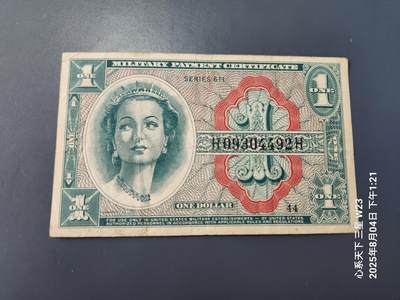 MILITARY PAYMENT CERTIFICATE
SERIES 611
1
ONE
1
ONE
H09304492H
1
ONE
1
ONE
ONE DOLLAR
44
FOR USE ONLY IN UNITED STATES MILITARY ESTABLISHMENTS — BY UNITED STATES
AUTHORIZED PERSONNEL IN ACCORDANCE WITH APPLICABLE RULES AND REGULATIONS.
心系天下 三星 W23
2025年8月04日 下午1:21